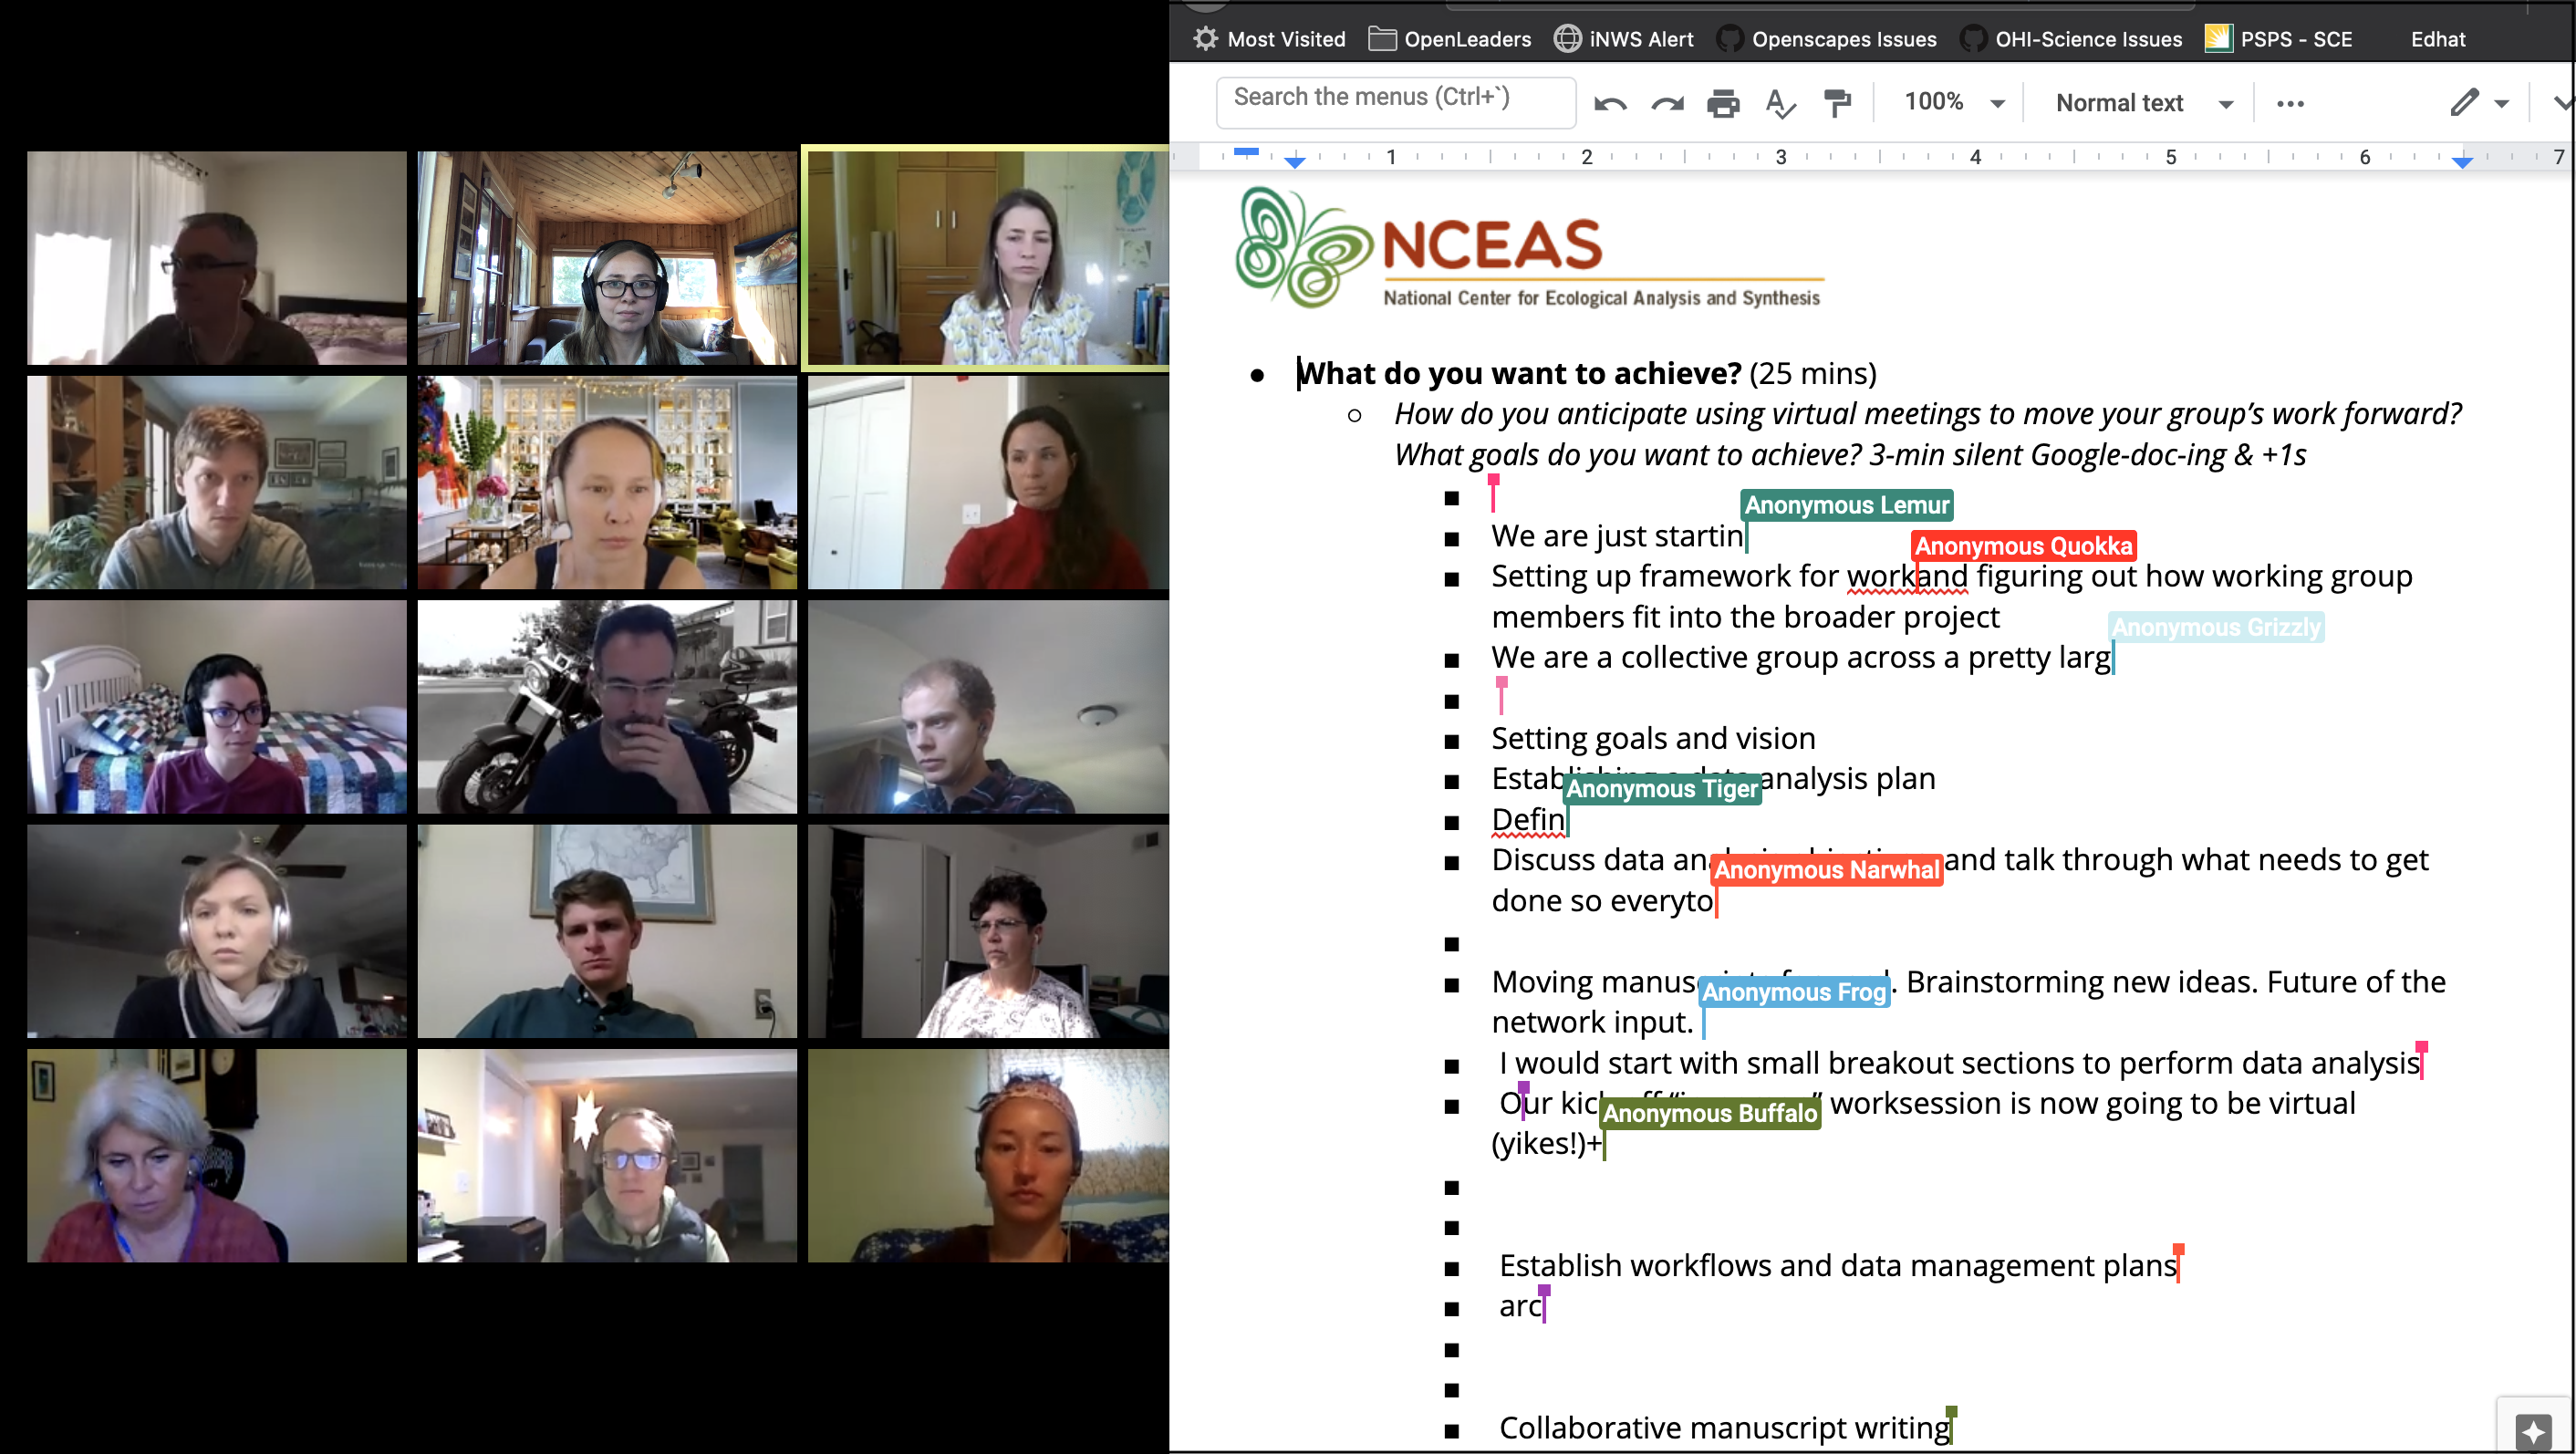 Most Visited OpenLeaders iNWS Alert Openscapes Issues OHI-Science Issues PSPS - SCE Edhat
Search the menus (Ctrl+`) 100% Normal text
1 2 3 4 5 6 7
NCEAS
National Center for Ecological Analysis and Synthesis
What do you want to achieve? (25 mins)
How do you anticipate using virtual meetings to move your group's work forward?
What goals do you want to achieve? 3-min silent Google-doc-ing & +1s
Anonymous Lemur
We are just startin
Anonymous Quokka
Setting up framework for workand figuring out how working group
members fit into the broader project
Anonymous Grizzly
We are a collective group across a pretty larg
Setting goals and vision
Establishing a data analysis plan
Anonymous Tiger
Defin
Discuss data and talk through what needs to get
Anonymous Narwhal
done so everyto
Moving manuscripts forward. Brainstorming new ideas. Future of the
Anonymous Frog
network input.
I would start with small breakout sections to perform data analysis
Our kickoff worksession is now going to be virtual
Anonymous Buffalo
(yikes!)+
Establish workflows and data management plans
arc
Collaborative manuscript writing